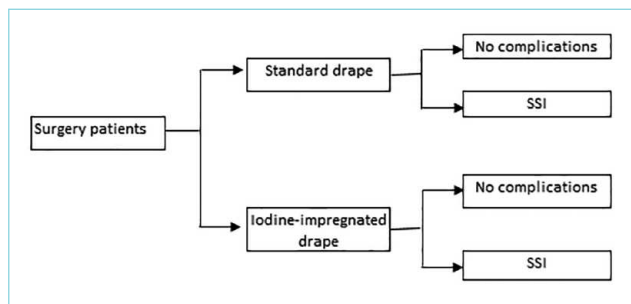 No complications
Standard drape
SSI
Surgery patients
No complications
Iodine-impregnated
drape
SSI